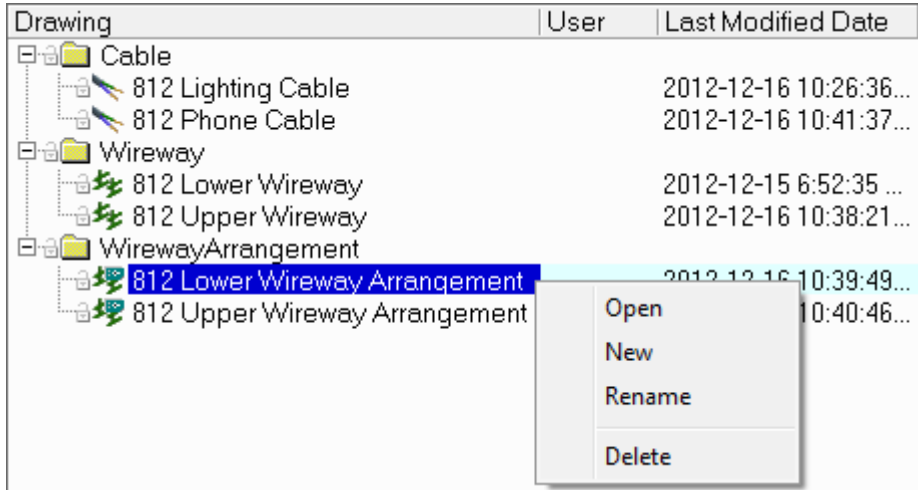 Drawing User Last Modified Date
Cable
812 Lighting Cable 2012-12-16 10:26:36...
812 Phone Cable 2012-12-16 10:41:37...
Wireway
812 Lower Wireway 2012-12-15 6:52:35 ...
812 Upper Wireway 2012-12-16 10:38:21...
WirewayArrangement
812 Lower Wireway Arrangement 2012-12-16 10:39:49...
812 Upper Wireway Arrangement 10:40:46...
Open
New
Rename
Delete